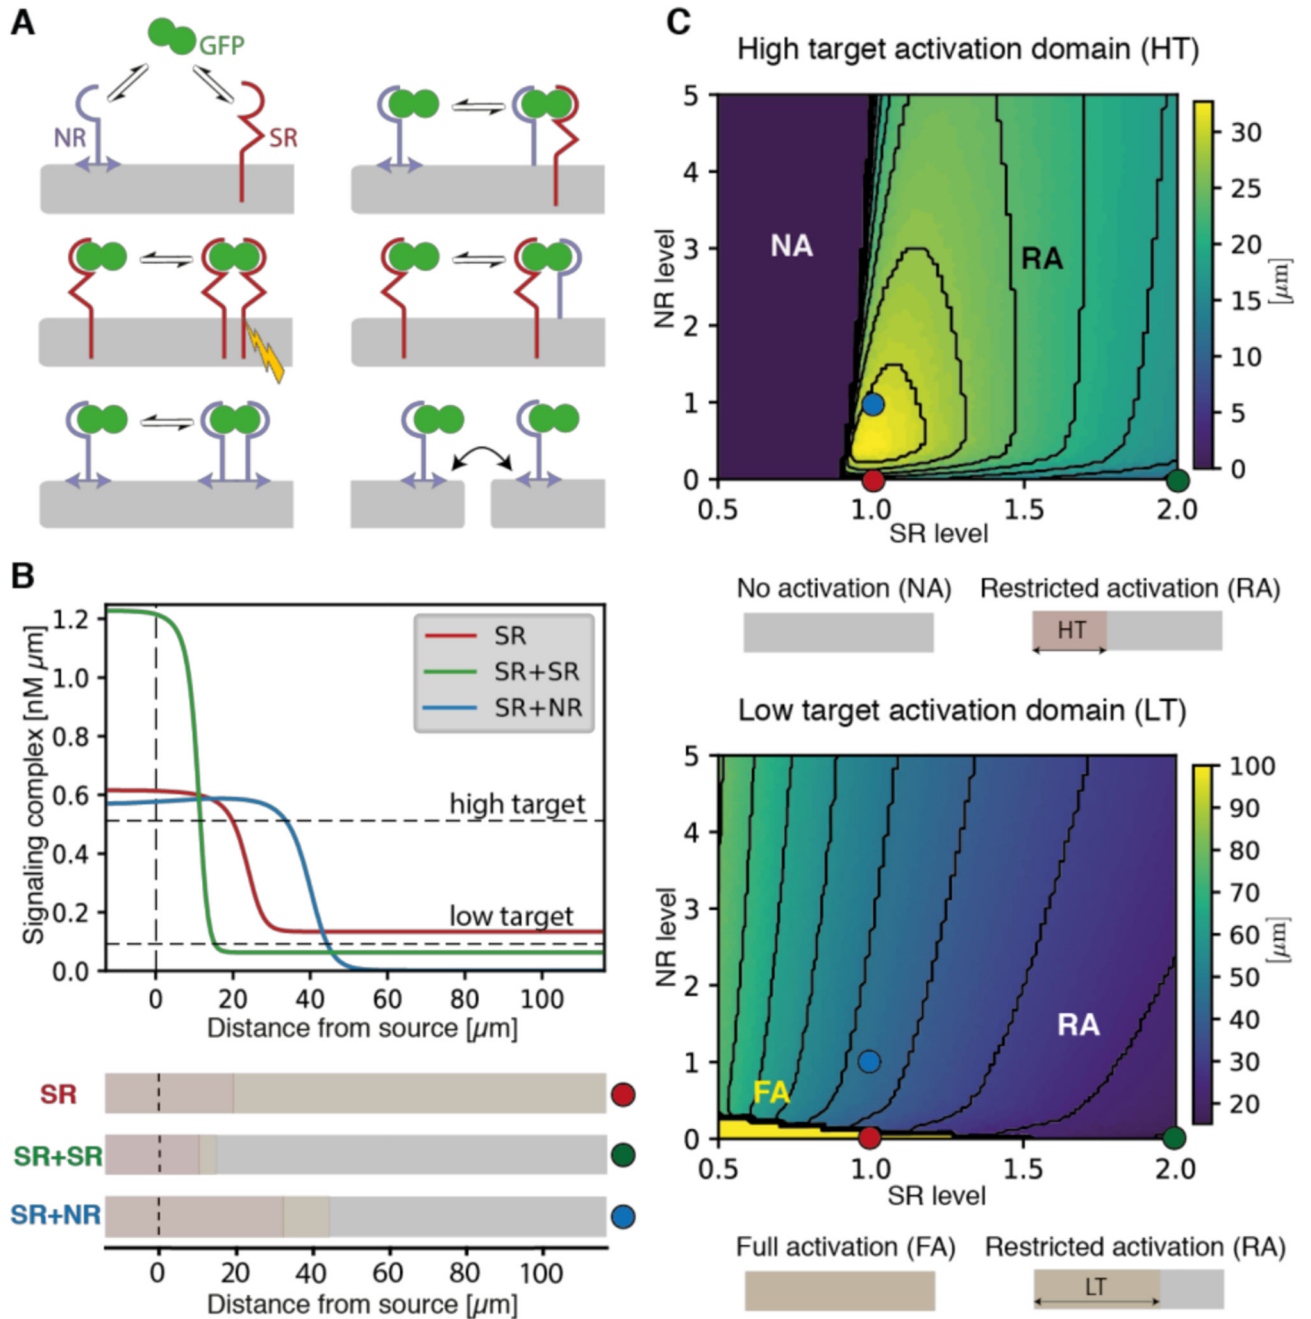 A
GFP
NR
SR
B
Signaling complex [nM µm]
1.2
1.0
0.8
0.6
0.4
0.2
0.0
SR
SR+SR
SR+NR
high target
low target
0 20 40 60 80 100
Distance from source [µm]
SR
SR+SR
SR+NR
0 20 40 60 80 100
Distance from source [µm]
C
High target activation domain (HT)
NR level
5
4
3
2
1
0
NA
RA
0.5 1.0 1.5 2.0
SR level
30
25
20
15
10
5
0
[µm]
No activation (NA) Restricted activation (RA)
HT
Low target activation domain (LT)
NR level
5
4
3
2
1
0
FA
RA
0.5 1.0 1.5 2.0
SR level
100
90
80
70
60
50
40
30
20
[µm]
Full activation (FA) Restricted activation (RA)
LT